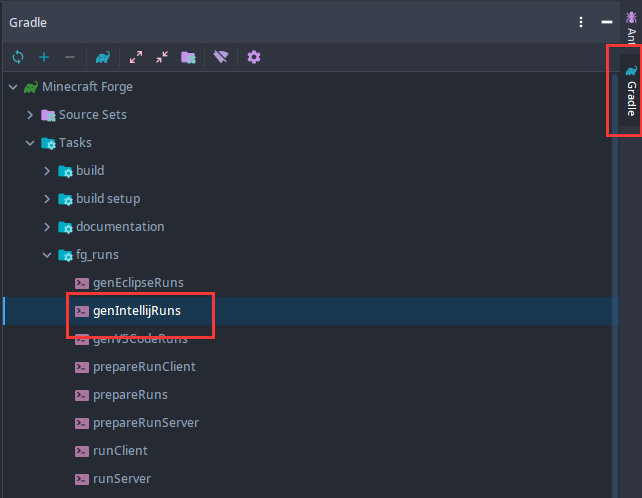 Gradle
Ant
Minecraft Forge
Source Sets
Gradle
Tasks
build
build setup
documentation
fg_runs
genEclipseRuns
genIntellijRuns
genVSCodeRuns
prepareRunClient
prepareRuns
prepareRunServer
runClient
runServer